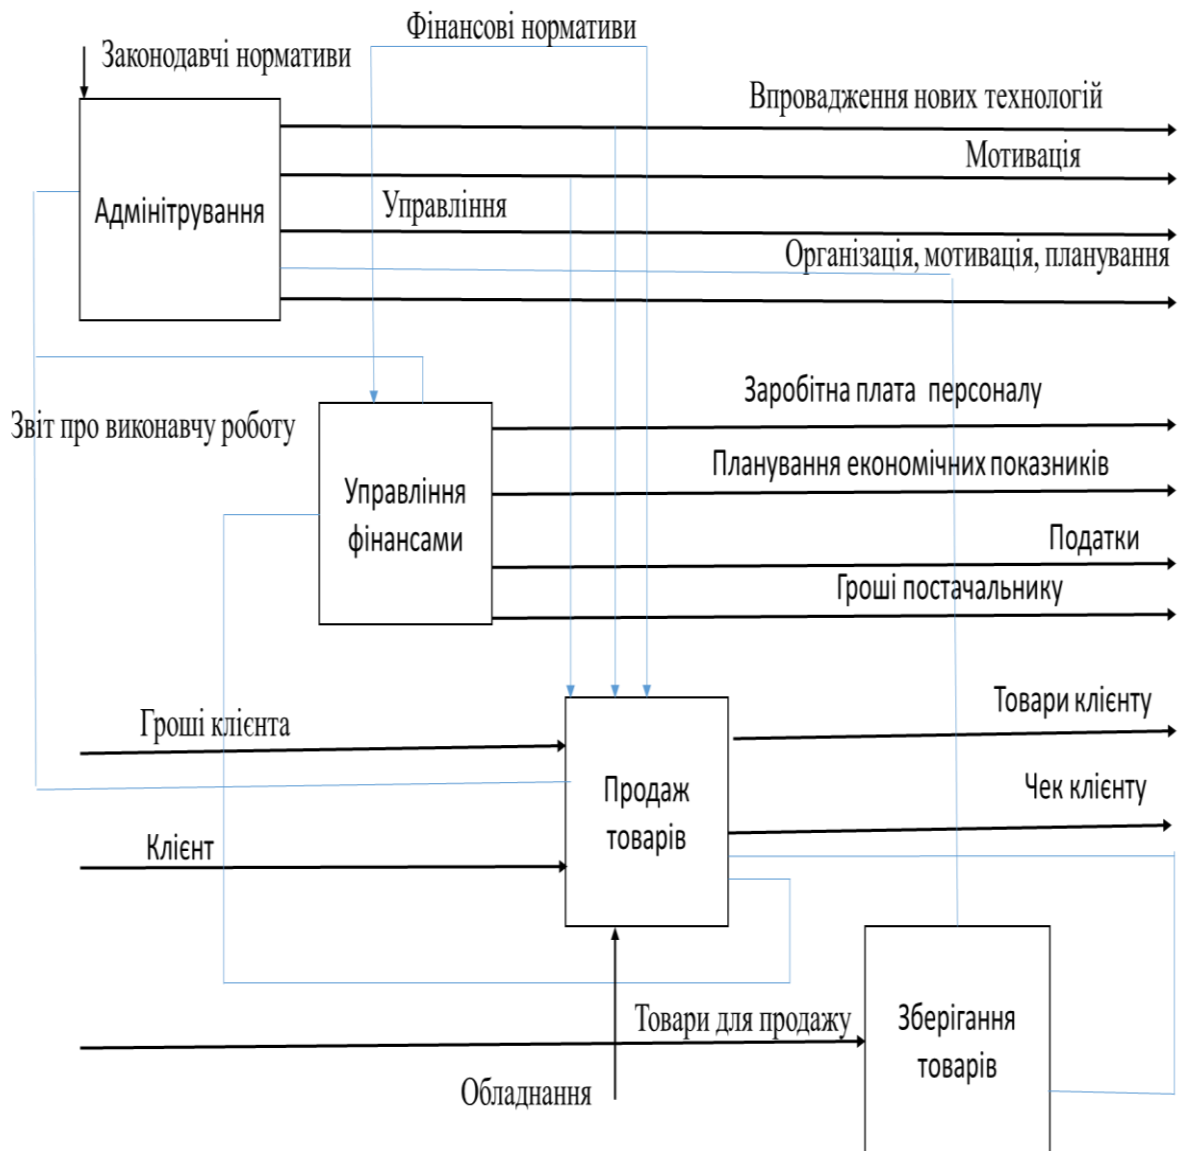 Фінансові нормативи
Законодавчі нормативи
Впровадження нових технологій
Мотивація
Адмінітрування
Управління
Організація, мотивація, планування
Заробітна плата персоналу
Звіт про виконавчу роботу
Планування економічних показників
Управління
фінансами
Податки
Гроші постачальнику
Товари клієнту
Гроші клієнта
Чек клієнту
Продаж
товарів
Клієнт
Товари для продажу
Зберігання
товарів
Обладнання